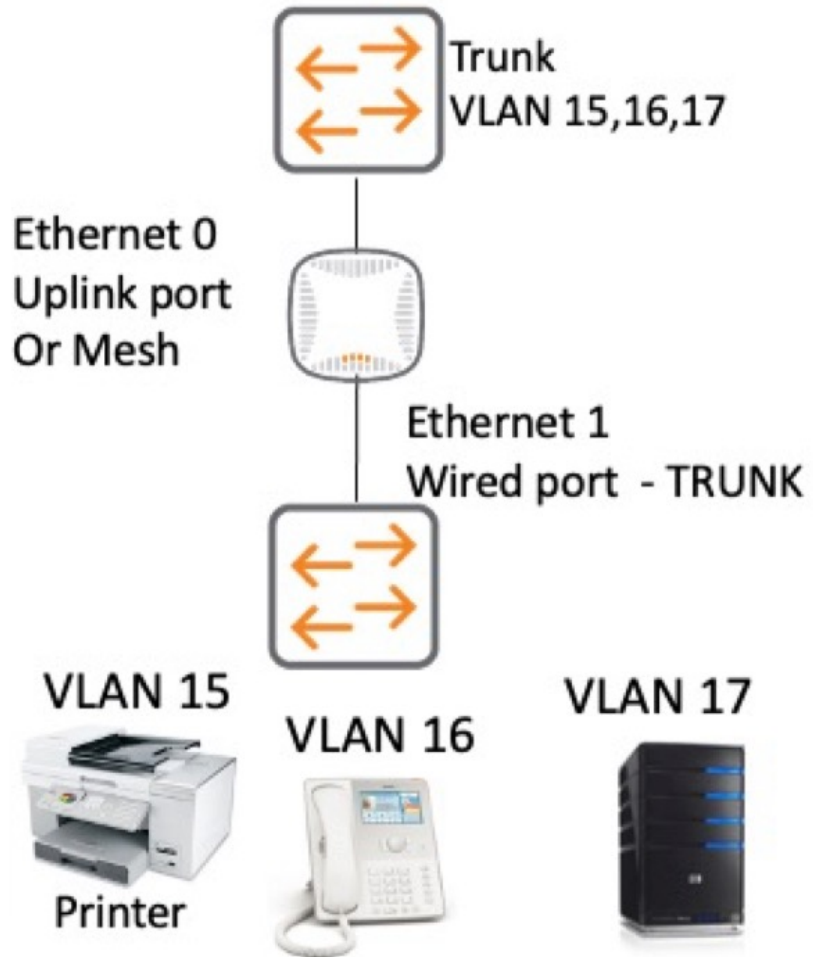 Trunk
VLAN 15,16,17
Ethernet 0
Uplink port
Or Mesh
Ethernet 1
Wired port - TRUNK
VLAN 15
VLAN 16
VLAN 17
Printer